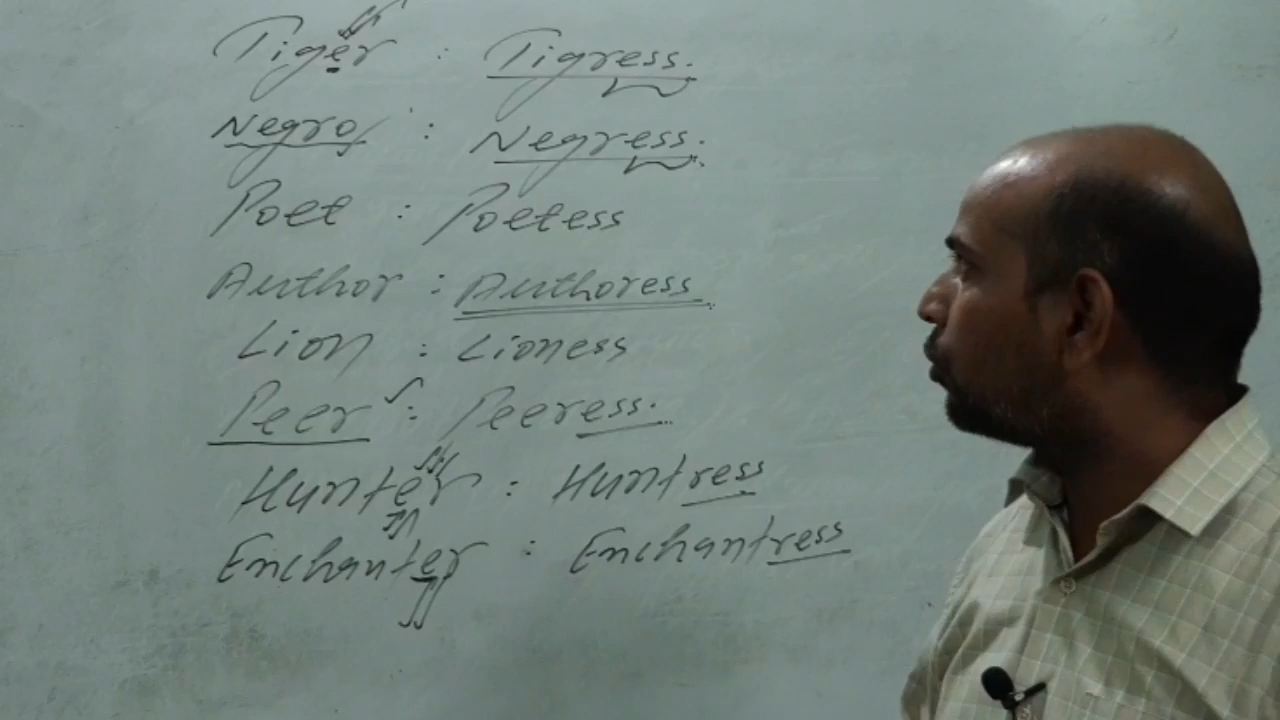 Tiger : Tigress.
Negro : Negress.
Poet : Poetess
Author : Authoress.
Lion : Lioness
Peer : Peeress.
Hunter : Huntress
Enchanter : Enchantress